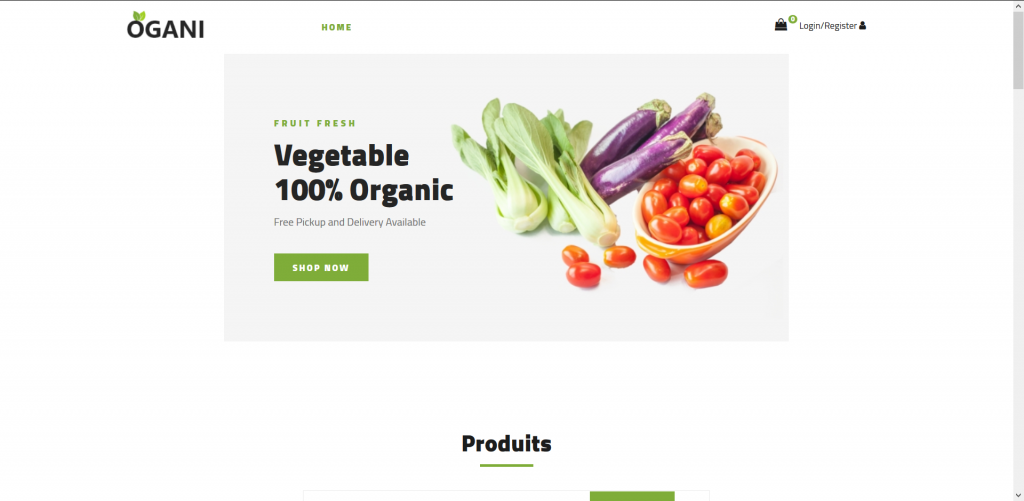 OGANI
HOME
0
Login/Register
FRUIT FRESH
Vegetable
100% Organic
Free Pickup and Delivery Available
SHOP NOW
Produits